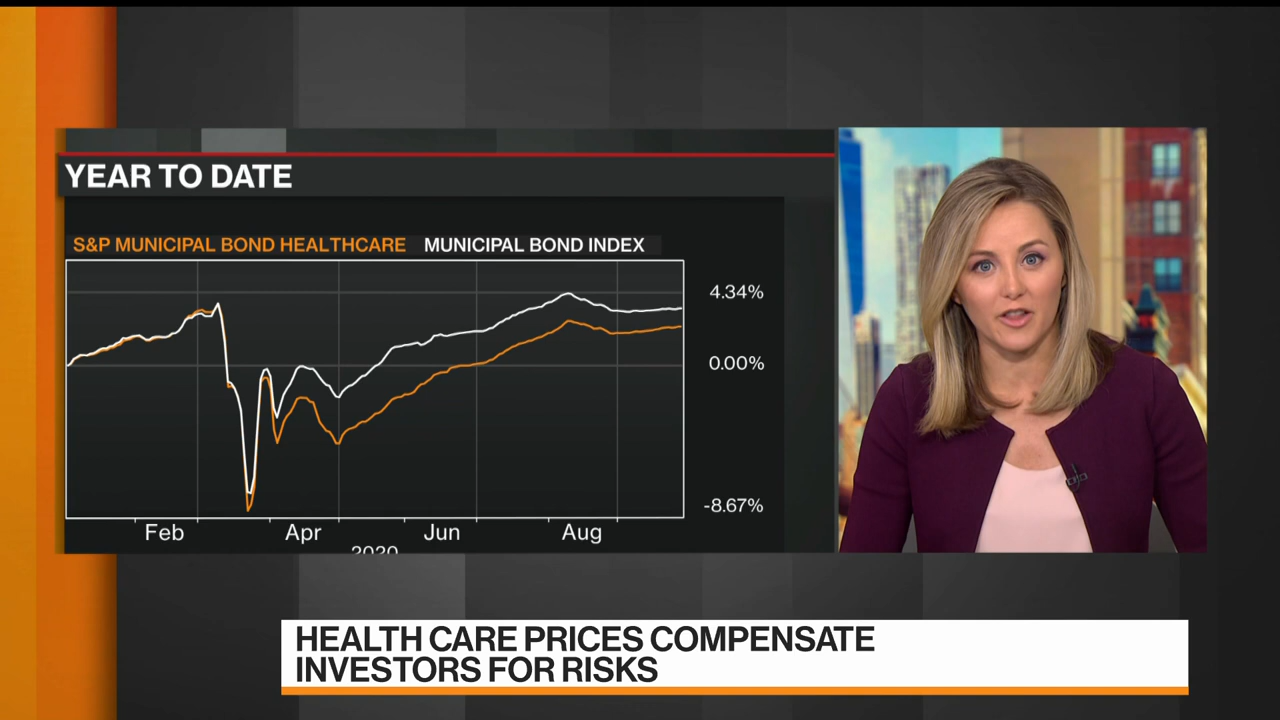 YEAR TO DATE
S&P MUNICIPAL BOND HEALTHCARE MUNICIPAL BOND INDEX
4.34%
0.00%
-8.67%
Feb Apr Jun Aug
2020
HEALTH CARE PRICES COMPENSATE
INVESTORS FOR RISKS